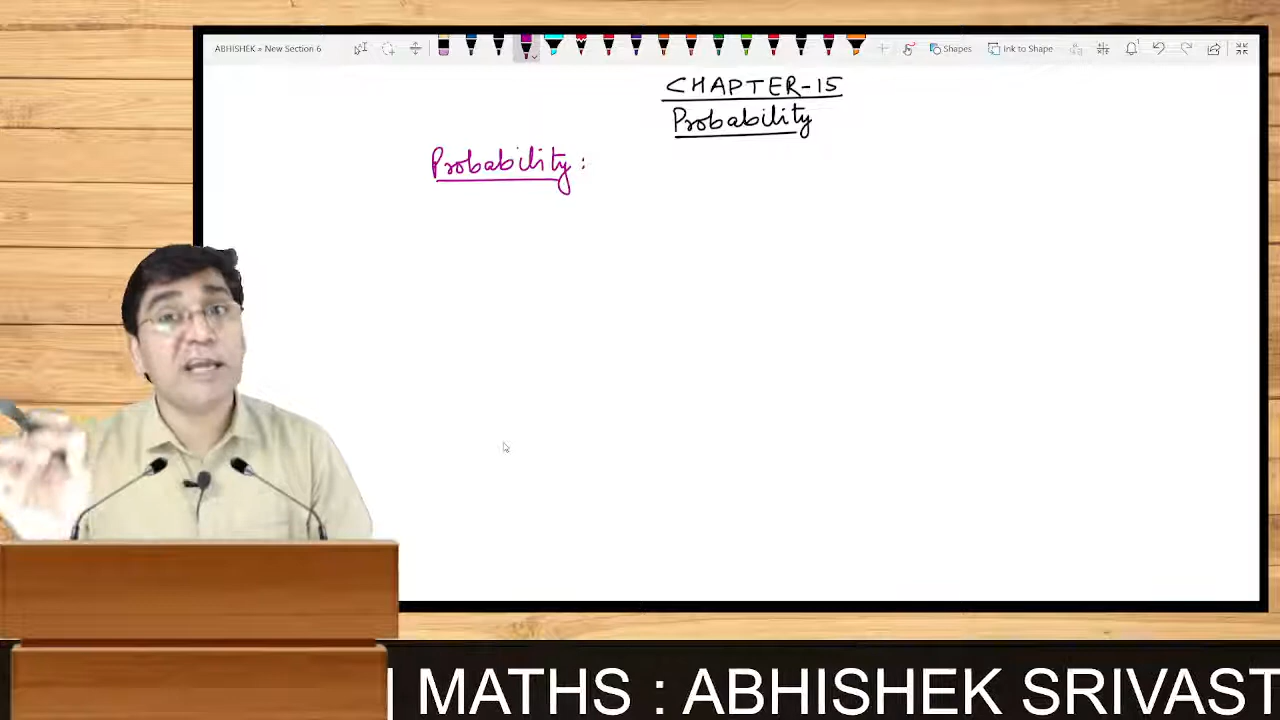 ABHISHEK » New Section 6
Shapes
Ink to Shape
CHAPTER-15
Probability
Probability:
MATHS : ABHISHEK SRIVAST